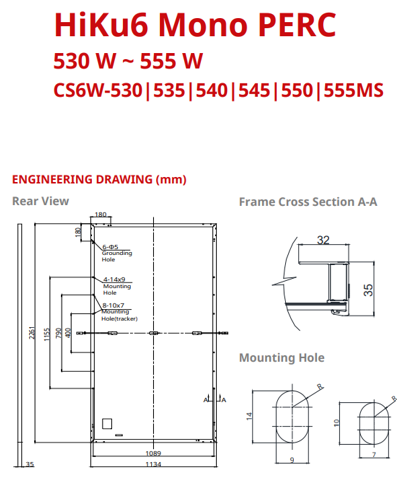 HiKu6 Mono PERC
530 W ~ 555 W
CS6W-530|535|540|545|550|555MS
ENGINEERING DRAWING (mm)
Rear View
Frame Cross Section A-A
180
180
6-Φ5
Grounding
Hole
4-14x9
Mounting
Hole
8-10x7
Mounting
Hole(tracker)
2261
1155
790
400
A
A
1089
1134
35
32
35
Mounting Hole
14
R
9
10
R
7